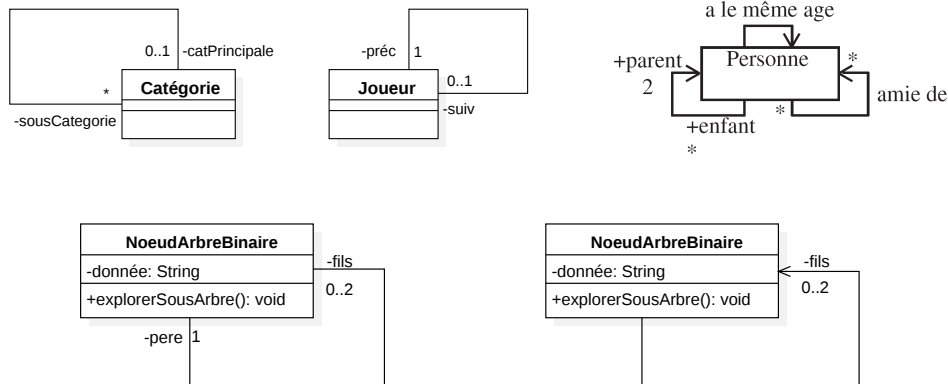 0..1
-catPrincipale
*
Catégorie
-sousCategorie
-préc
1
0..1
Joueur
-suiv
a le même age
+parent
2
Personne
*
amie de
*
+enfant
*
NoeudArbreBinaire
-donnée: String
+explorerSousArbre(): void
-fils
0..2
-pere
1
NoeudArbreBinaire
-donnée: String
+explorerSousArbre(): void
-fils
0..2